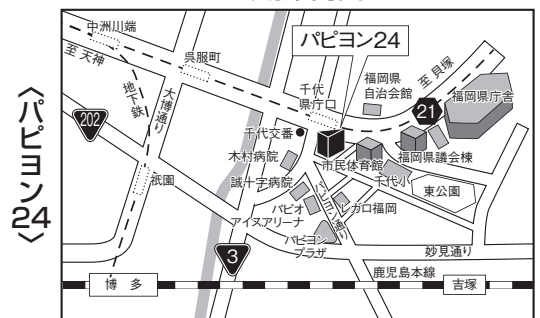 〈パピヨン24〉
中洲川端
至 天神
地下鉄
呉服町
大博通り
202
祇園
パピヨン24
千代
県庁口
福岡県
自治会館
至 貝塚
21
福岡県庁舎
千代交番
木村病院
市民体育館
福岡県議会棟
誠十字病院
千代小
東公園
パピオ
アイスアリーナ
パピヨン通り
レガロ福岡
パピヨン
プラザ
妙見通り
3
鹿児島本線
博多
吉塚